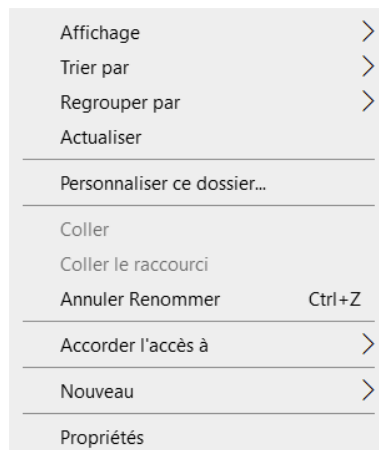 Affichage
Trier par
Regrouper par
Actualiser
Personnaliser ce dossier...
Coller
Coller le raccourci
Annuler Renommer Ctrl+Z
Accorder l'accès à
Nouveau
Propriétés